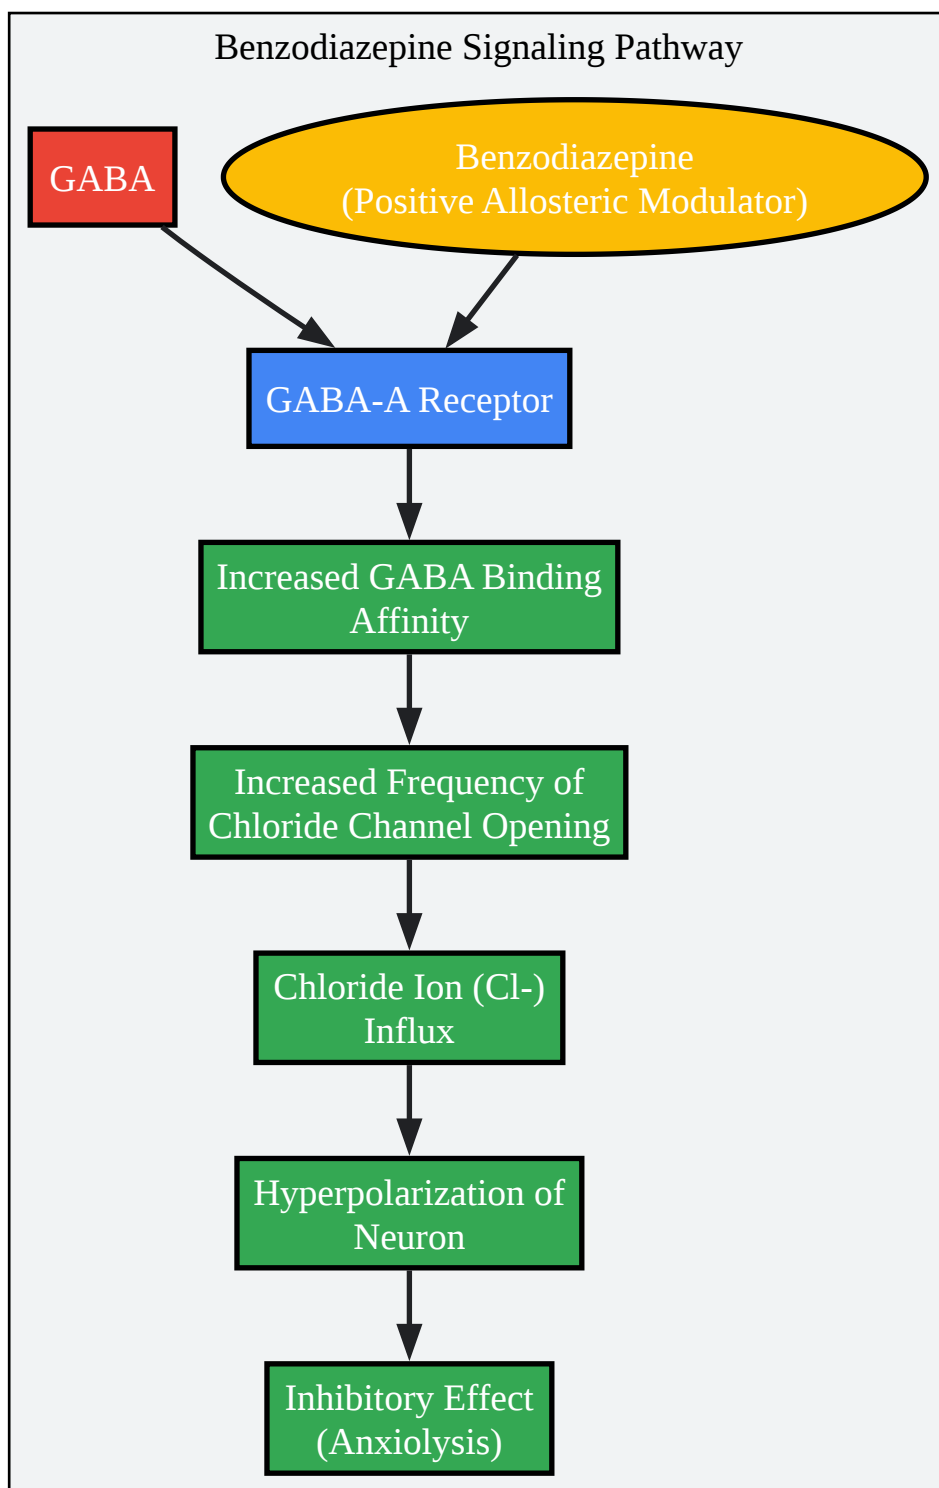 Benzodiazepine Signaling Pathway
GABA
Benzodiazepine
(Positive Allosteric Modulator)
GABA-A Receptor
Increased GABA Binding
Affinity
Increased Frequency of
Chloride Channel Opening
Chloride Ion (Cl-)
Influx
Hyperpolarization of
Neuron
Inhibitory Effect
(Anxiolysis)